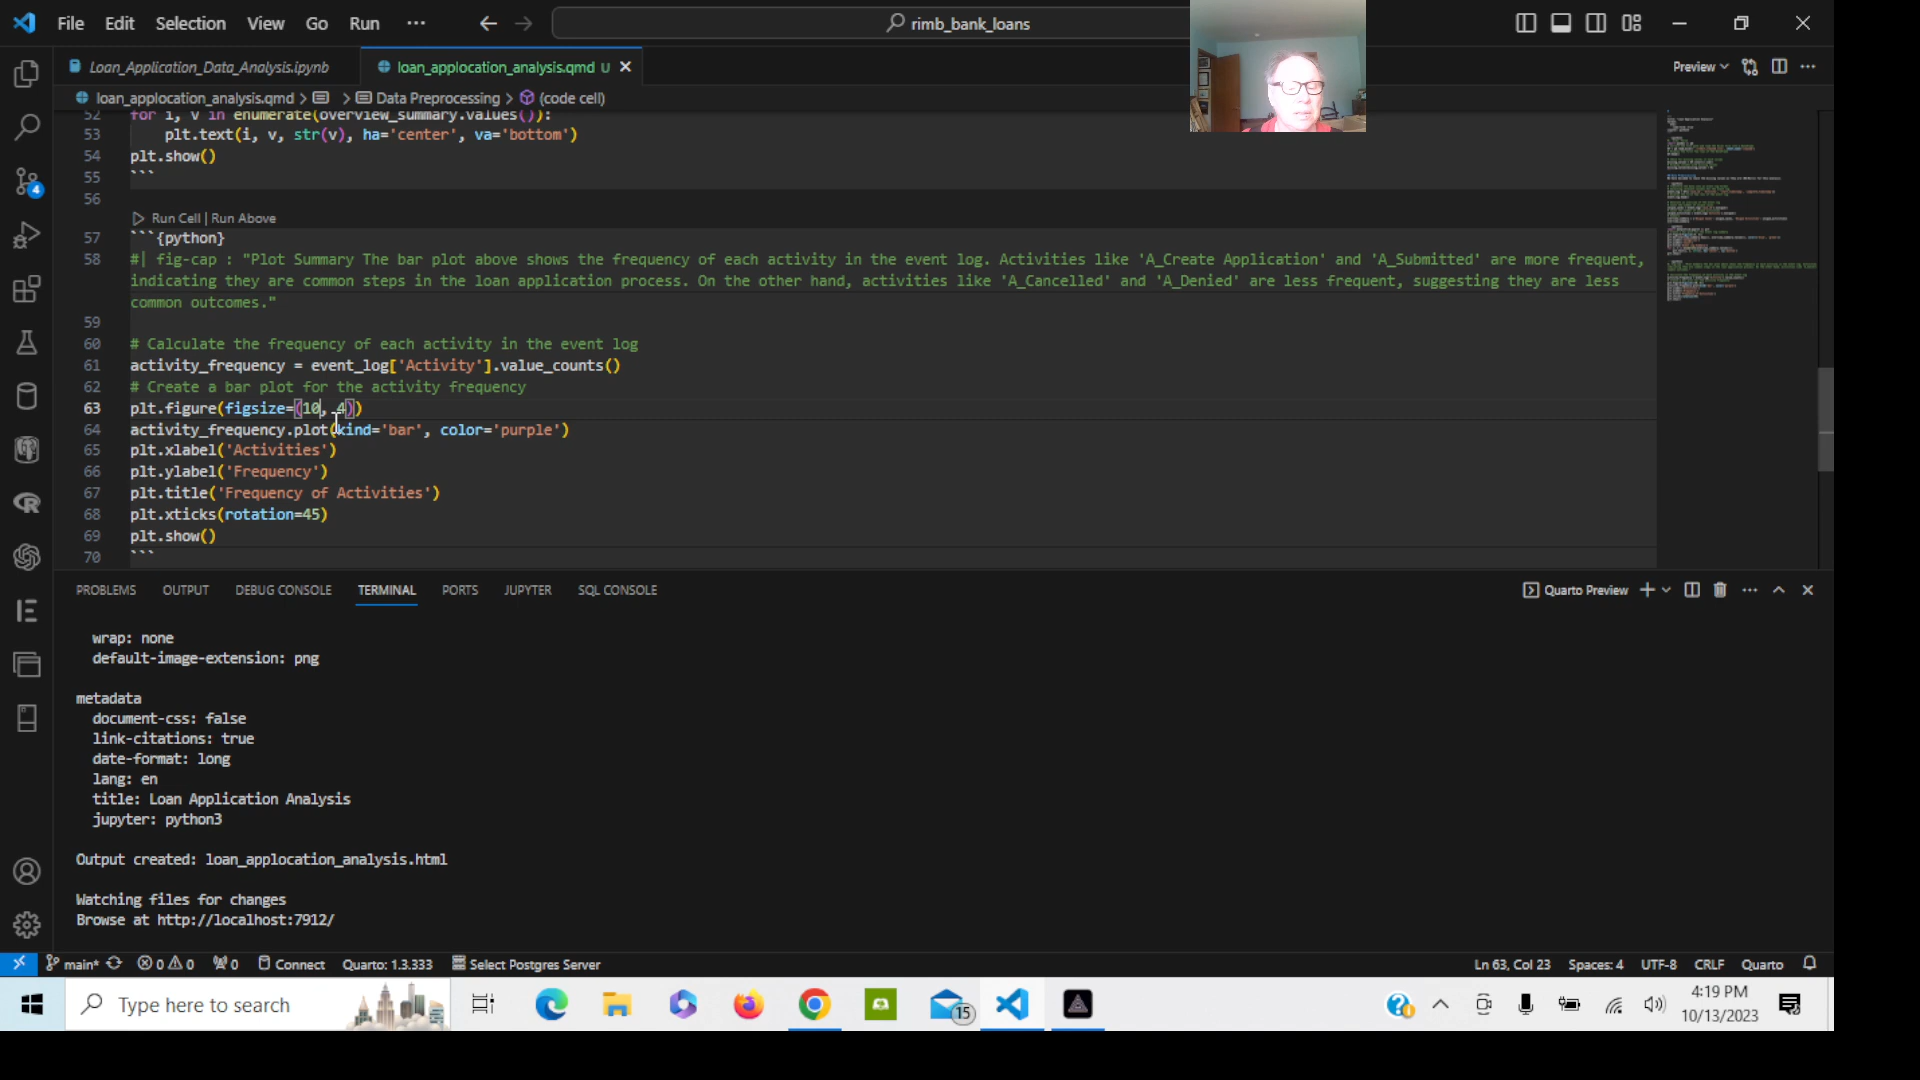 File Edit Selection View Go Run ··· rimb_bank_loans
Loan_Application_Data_Analysis.ipynb loan_applocation_analysis.qmd U Preview
loan_applocation_analysis.qmd > > Data Preprocessing > (code cell)
52 for i, v in enumerate(overview_summary.values()):
53 plt.text(i, v, str(v), ha='center', va='bottom')
54 plt.show()
55 ```
56
Run Cell | Run Above
57 ```{python}
58 #| fig-cap : "Plot Summary The bar plot above shows the frequency of each activity in the event log. Activities like 'A_Create Application' and 'A_Submitted' are more frequent,
indicating they are common steps in the loan application process. On the other hand, activities like 'A_Cancelled' and 'A_Denied' are less frequent, suggesting they are less
common outcomes."
59
60 # Calculate the frequency of each activity in the event log
61 activity_frequency = event_log['Activity'].value_counts()
62 # Create a bar plot for the activity frequency
63 plt.figure(figsize=(10, 4))
64 activity_frequency.plot(kind='bar', color='purple')
65 plt.xlabel('Activities')
66 plt.ylabel('Frequency')
67 plt.title('Frequency of Activities')
68 plt.xticks(rotation=45)
69 plt.show()
70 ```
PROBLEMS OUTPUT DEBUG CONSOLE TERMINAL PORTS JUPYTER SQL CONSOLE Quarto Preview
wrap: none
default-image-extension: png
metadata
document-css: false
link-citations: true
date-format: long
lang: en
title: Loan Application Analysis
jupyter: python3
Output created: loan_applocation_analysis.html
Watching files for changes
Browse at http://localhost:7912/
main* 0 0 0 Connect Quarto: 1.3.333 Select Postgres Server Ln 63, Col 23 Spaces: 4 UTF-8 CRLF Quarto
4
Type here to search 15 4:19 PM
10/13/2023